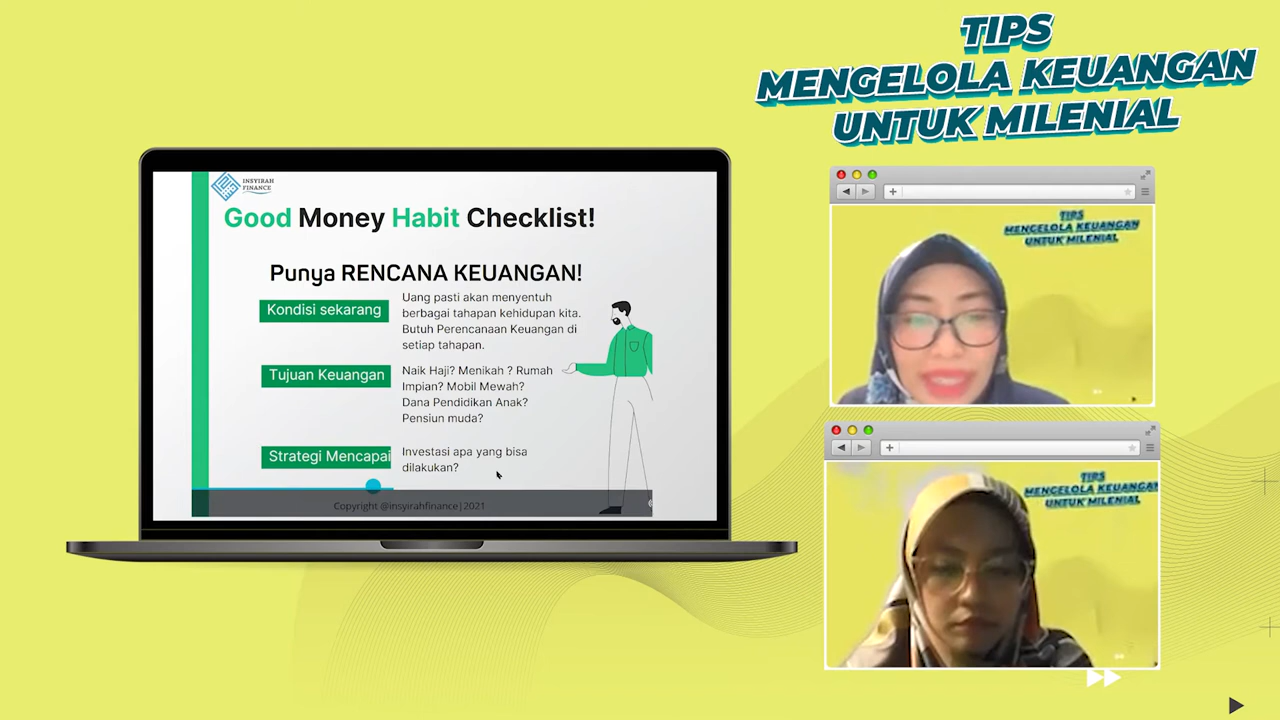 TIPS
MENGELOLA KEUANGAN
UNTUK MILENIAL
INSYIRAH
FINANCE
Good Money Habit Checklist!
Punya RENCANA KEUANGAN!
Kondisi sekarang
Uang pasti akan menyentuh
berbagai tahapan kehidupan kita.
Butuh Perencanaan Keuangan di
setiap tahapan.
Tujuan Keuangan
Naik Haji? Menikah ? Rumah
Impian? Mobil Mewah?
Dana Pendidikan Anak?
Pensiun muda?
Strategi Mencapai
Investasi apa yang bisa
dilakukan?
Copyright @insyirahfinance|2021
TIPS
MENGELOLA KEUANGAN
UNTUK MILENIAL
TIPS
MENGELOLA KEUANGAN
UNTUK MILENIAL